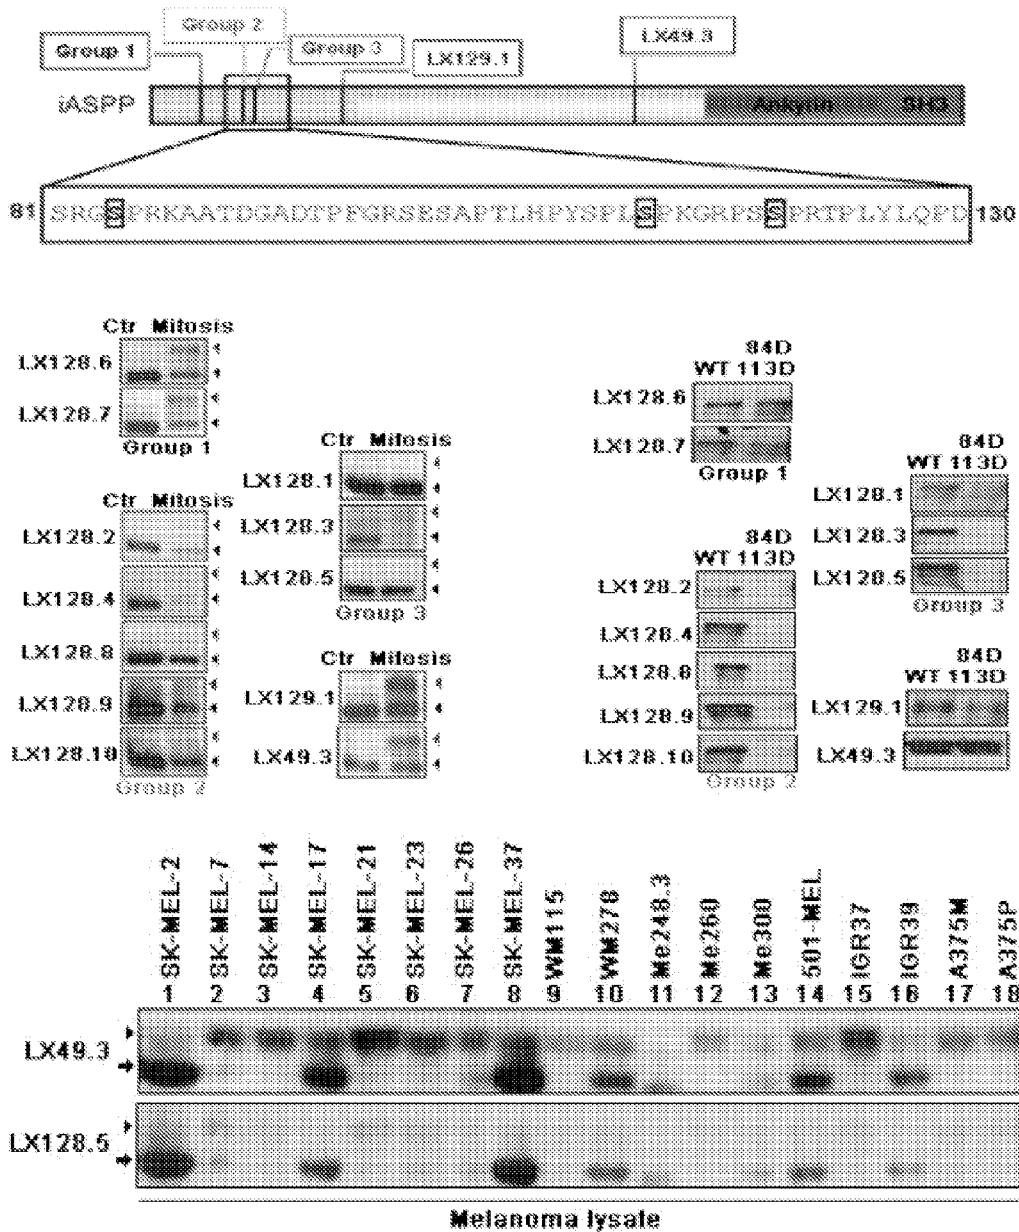 Group 1
Group 2
Group 3
LX129.1
LX49.3
iASPP
Ankyrin
SH3
81 SRGSPRKAATDGADTPFGRSESAPTLHPYSPLSPKGRPSSPRTPLYLQPD 130
Ctr Mitosis
LX128.6
LX128.7
Group 1
Ctr Mitosis
LX128.2
LX128.4
LX128.8
LX128.9
LX128.10
Group 2
Ctr Mitosis
LX128.1
LX128.3
LX128.5
Group 3
Ctr Mitosis
LX129.1
LX49.3
84D
WT 113D
LX128.6
LX128.7
Group 1
84D
WT 113D
LX128.2
LX128.4
LX128.8
LX128.9
LX128.10
Group 2
84D
WT 113D
LX128.1
LX128.3
LX128.5
Group 3
84D
WT 113D
LX129.1
LX49.3
SK-MEL-2
SK-MEL-7
SK-MEL-14
SK-MEL-17
SK-MEL-21
SK-MEL-23
SK-MEL-26
SK-MEL-37
WM115
WM278
Me248.3
Me260
Me300
501-MEL
IGR37
IGR39
A375M
A375P
1 2 3 4 5 6 7 8 9 10 11 12 13 14 15 16 17 18
LX49.3
LX128.5
Melanoma lysate